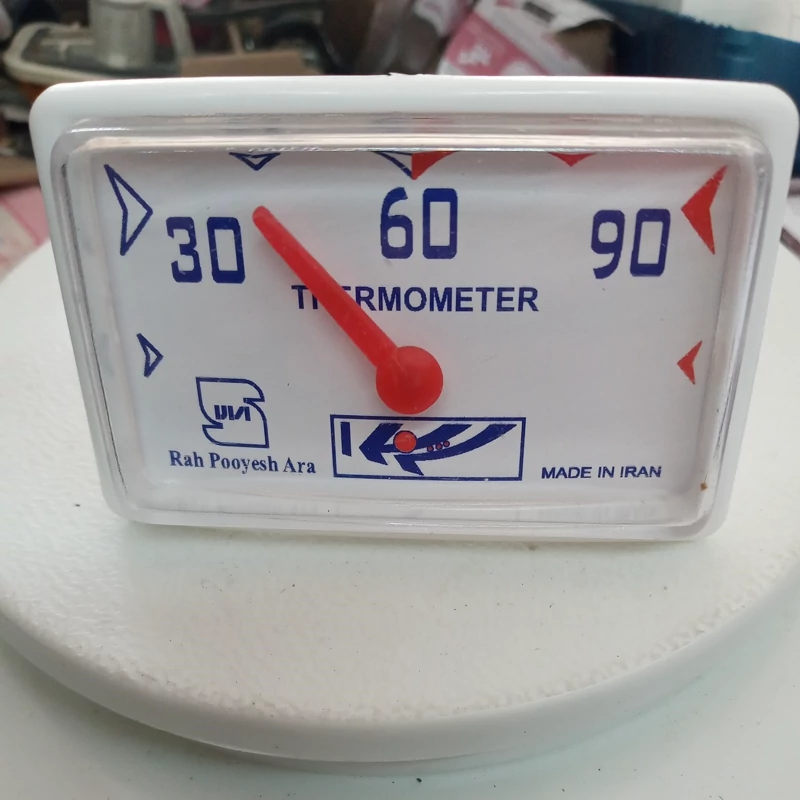 30 60 90
THERMOMETER
Rah Pooyesh Ara
MADE IN IRAN